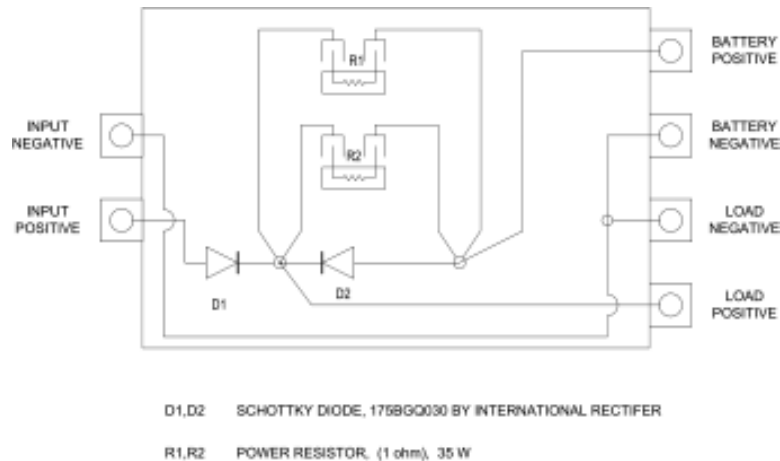 BATTERY
POSITIVE
R1
INPUT
NEGATIVE
BATTERY
NEGATIVE
R2
INPUT
POSITIVE
LOAD
NEGATIVE
D1
D2
LOAD
POSITIVE
D1,D2 SCHOTTKY DIODE, 175BGQ030 BY INTERNATIONAL RECTIFER
R1,R2 POWER RESISTOR, (1 ohm), 35 W